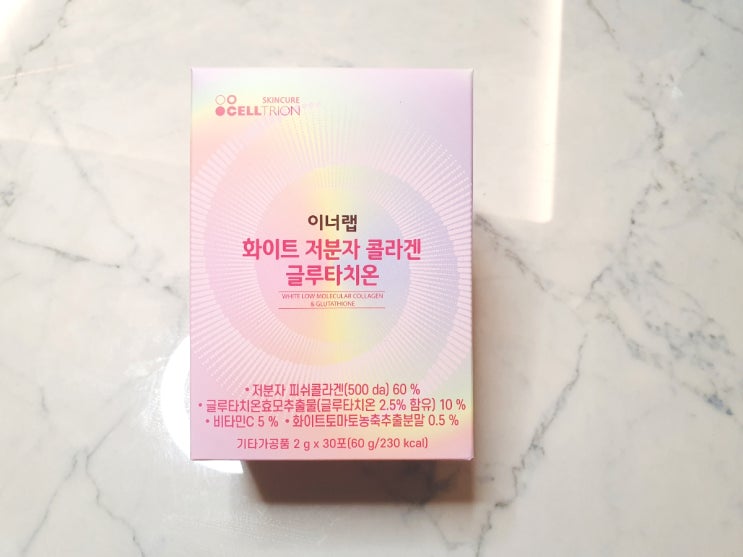 SKINCURE
CELLTRION
이너랩
화이트 저분자 콜라겐
글루타치온
WHITE LOW MOLECULAR COLLAGEN
& GLUTATHIONE
• 저분자 피쉬콜라겐(500 da) 60 %
• 글루타치온효모추출물(글루타치온 2.5% 함유) 10 %
• 비타민C 5 % • 화이트토마토농축추출분말 0.5 %
기타가공품 2 g x 30포(60 g/230 kcal)